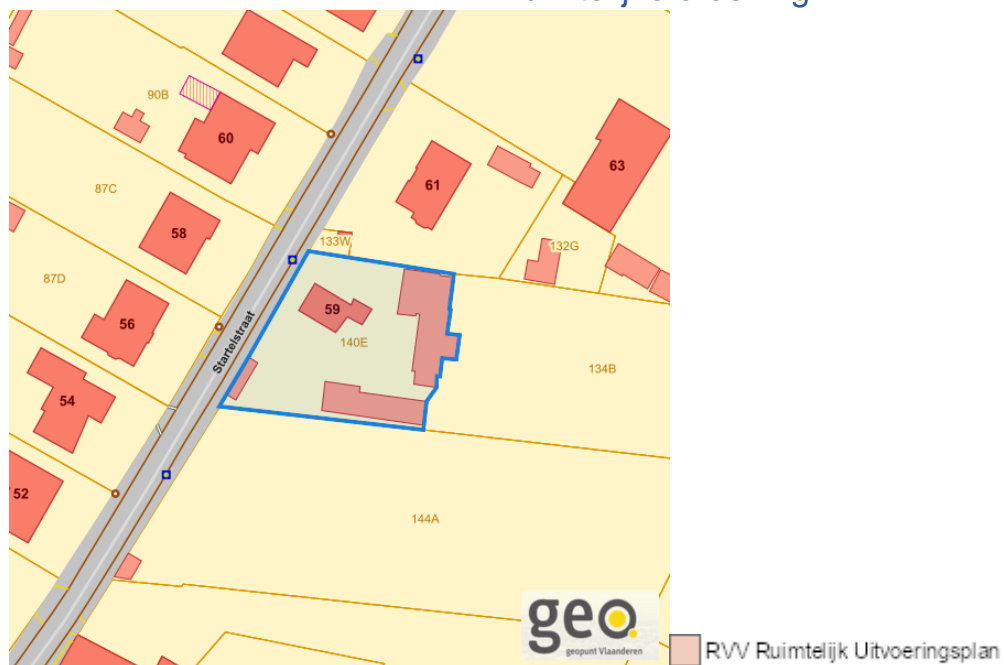 90B
60
63
61
87C
58
133W
132G
87D
59
56
Startelstraat
140E
134B
54
52
144A
geo.
geopunt Vlaanderen
RVV Ruimtelijk Uitvoeringsplan